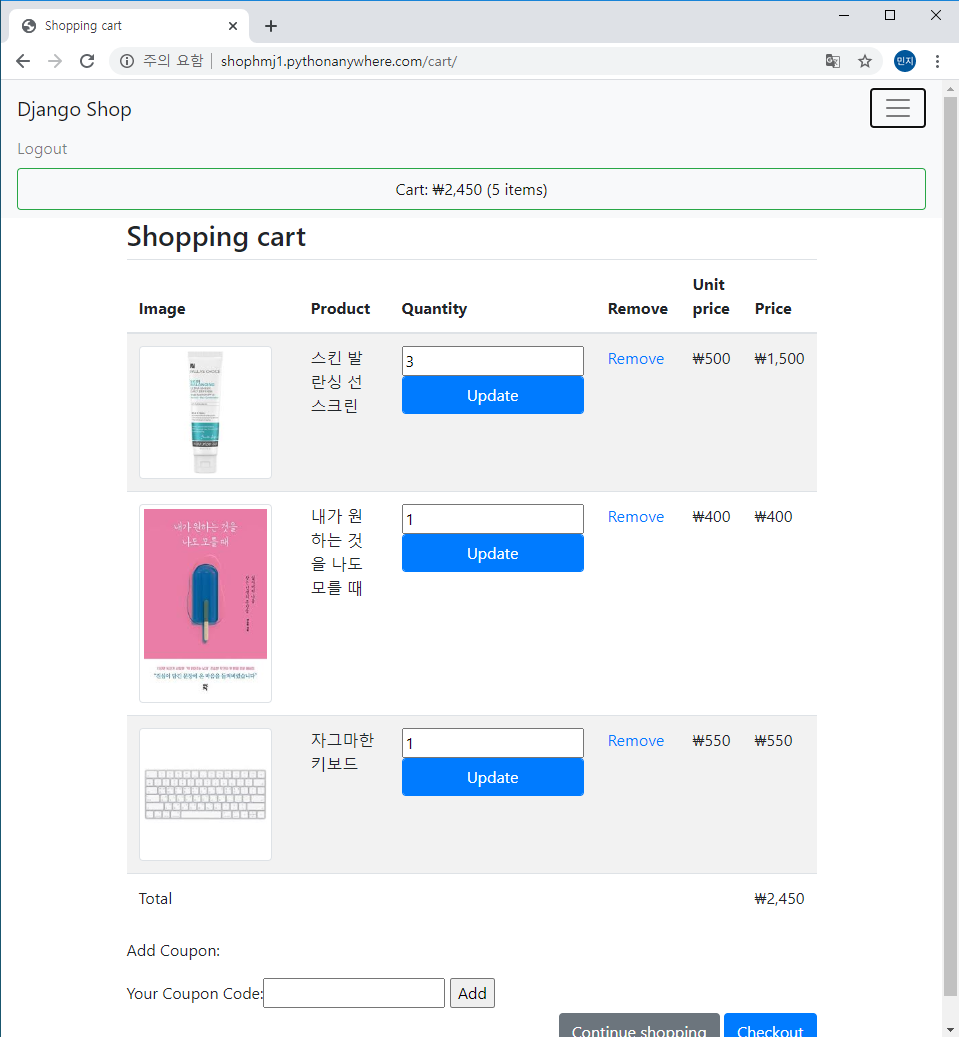 Shopping cart
주의 요함 shophmj1.pythonanywhere.com/cart/
민지
Django Shop
Logout
Cart: ₩2,450 (5 items)
Shopping cart
Image Product Quantity Remove Unit price Price
스킨 발
란싱 선
스크린
3
Update
Remove
₩500
₩1,500
내가 원하는 것을
나도 모를 때
내가 원
하는 것
을 나도
모를 때
1
Update
Remove
₩400
₩400
자그마한
키보드
1
Update
Remove
₩550
₩550
Total ₩2,450
Add Coupon:
Your Coupon Code: Add
Continue shopping Checkout